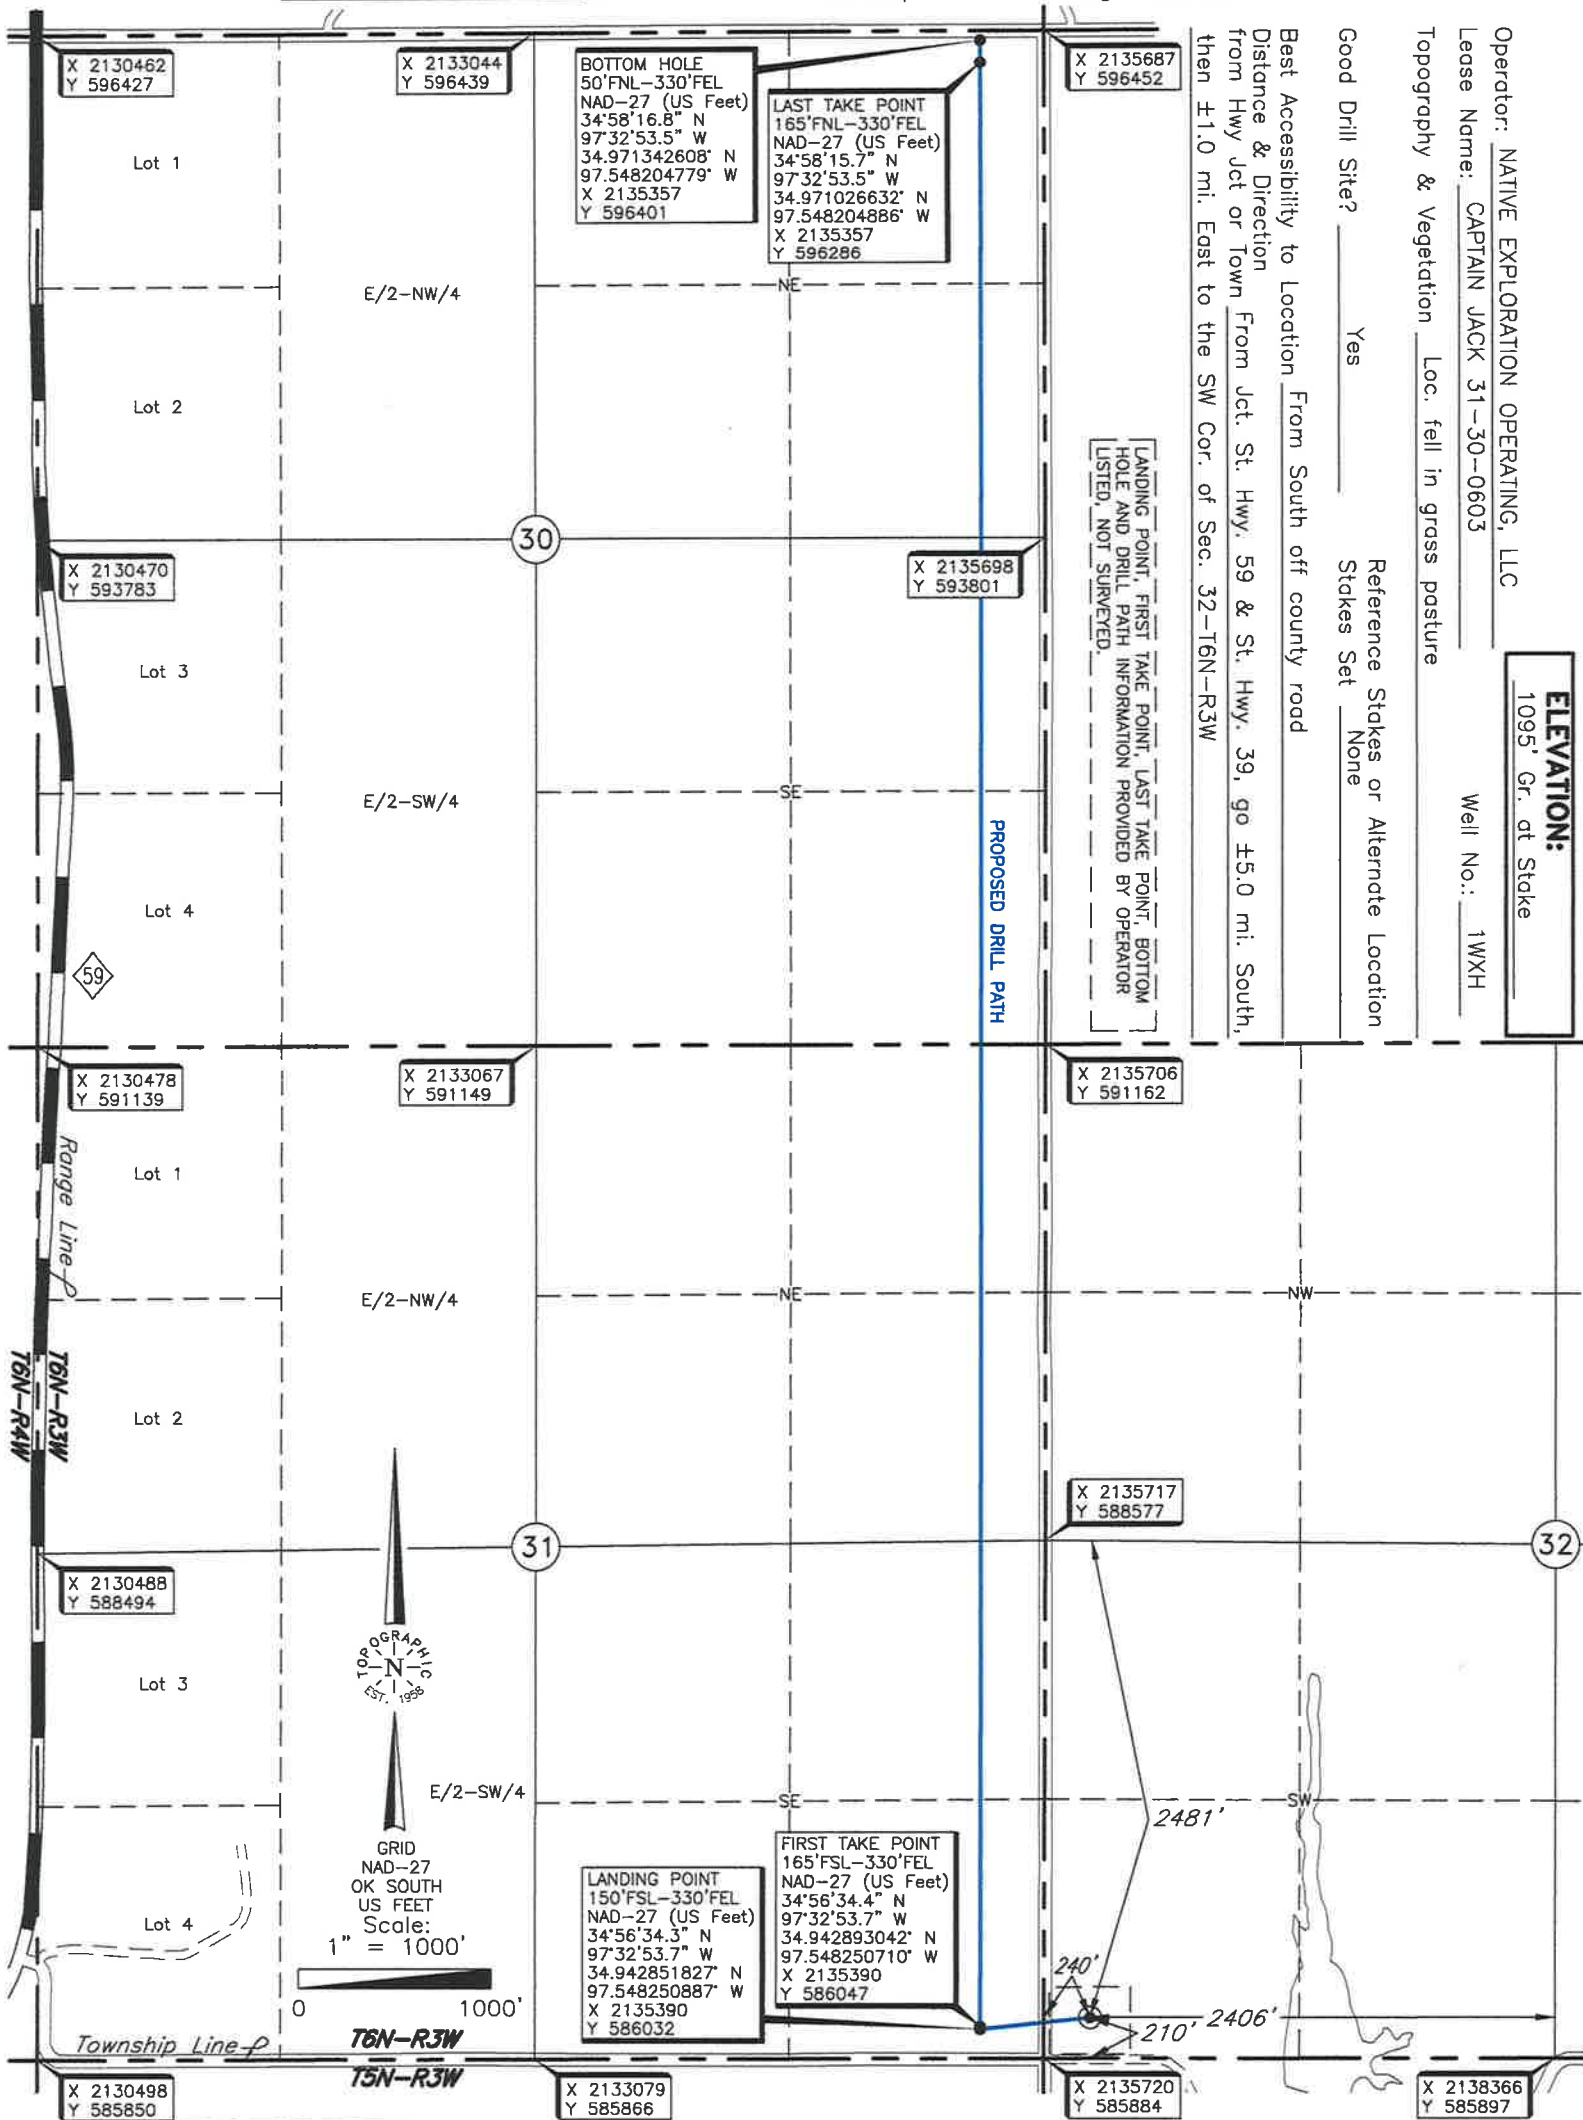 Operator: NATIVE EXPLORATION OPERATING, LLC
Lease Name: CAPTAIN JACK 31-30-0603
Well No.: 1WXH
ELEVATION:
1095' Gr. at Stake
Topography & Vegetation Loc. fell in grass pasture
Good Drill Site? Yes
Reference Stakes or Alternate Location
Stakes Set None
Best Accessibility to Location From South off county road
Distance & Direction
from Hwy Jct or Town From Jct. St. Hwy. 59 & St. Hwy. 39, go ±5.0 mi. South,
then ±1.0 mi. East to the SW Cor. of Sec. 32-T6N-R3W
LANDING POINT, FIRST TAKE POINT, LAST TAKE POINT, BOTTOM
HOLE AND DRILL PATH INFORMATION PROVIDED BY OPERATOR
LISTED, NOT SURVEYED.
X 2130462
Y 596427
X 2133044
Y 596439
BOTTOM HOLE
50'FNL-330'FEL
NAD-27 (US Feet)
34°58'16.8" N
97°32'53.5" W
34.971342608° N
97.548204779° W
X 2135357
Y 596401
LAST TAKE POINT
165'FNL-330'FEL
NAD-27 (US Feet)
34°58'15.7" N
97°32'53.5" W
34.971026632° N
97.548204886° W
X 2135357
Y 596286
X 2135687
Y 596452
Lot 1
E/2-NW/4
NE
Lot 2
30
X 2130470
Y 593783
X 2135698
Y 593801
Lot 3
E/2-SW/4
SE
PROPOSED DRILL PATH
Lot 4
59
X 2130478
Y 591139
X 2133067
Y 591149
X 2135706
Y 591162
Range Line
Lot 1
E/2-NW/4
NE
NW
T6N-R3W
T6N-R4W
Lot 2
X 2135717
Y 588577
31
32
X 2130488
Y 588494
TOPOGRAPHIC
N
EST. 1958
Lot 3
E/2-SW/4
SE
SW
2481'
GRID
NAD-27
OK SOUTH
US FEET
Scale:
1" = 1000'
0 1000'
Lot 4
LANDING POINT
150'FSL-330'FEL
NAD-27 (US Feet)
34°56'34.3" N
97°32'53.7" W
34.942851827° N
97.548250887° W
X 2135390
Y 586032
FIRST TAKE POINT
165'FSL-330'FEL
NAD-27 (US Feet)
34°56'34.4" N
97°32'53.7" W
34.942893042° N
97.548250710° W
X 2135390
Y 586047
240'
210'
2406'
Township Line
T6N-R3W
T5N-R3W
X 2130498
Y 585850
X 2133079
Y 585866
X 2135720
Y 585884
X 2138366
Y 585897